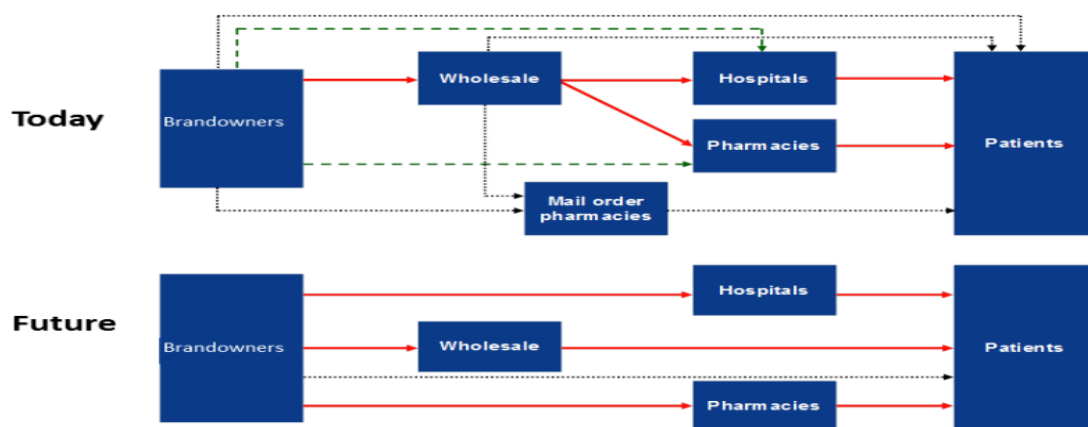 Today
Brandowners
Wholesale
Hospitals
Pharmacies
Mail order
pharmacies
Patients
Future
Brandowners
Hospitals
Wholesale
Pharmacies
Patients